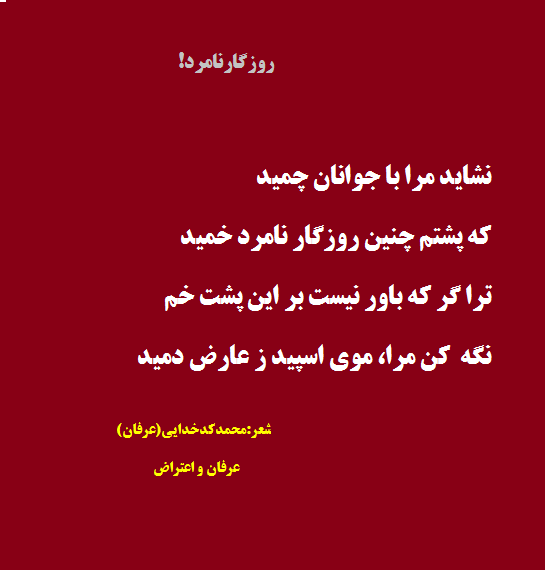 روزگارنامرد!
نشاید مرا با جوانان چمید
که پشتم چنین روزگار نامرد خمید
ترا گر که باور نیست بر این پشت خم
نگه کن مرا، موی اسپید ز عارض دمید
شعر:محمدکدخدایی(عرفان)
عرفان و اعتراض